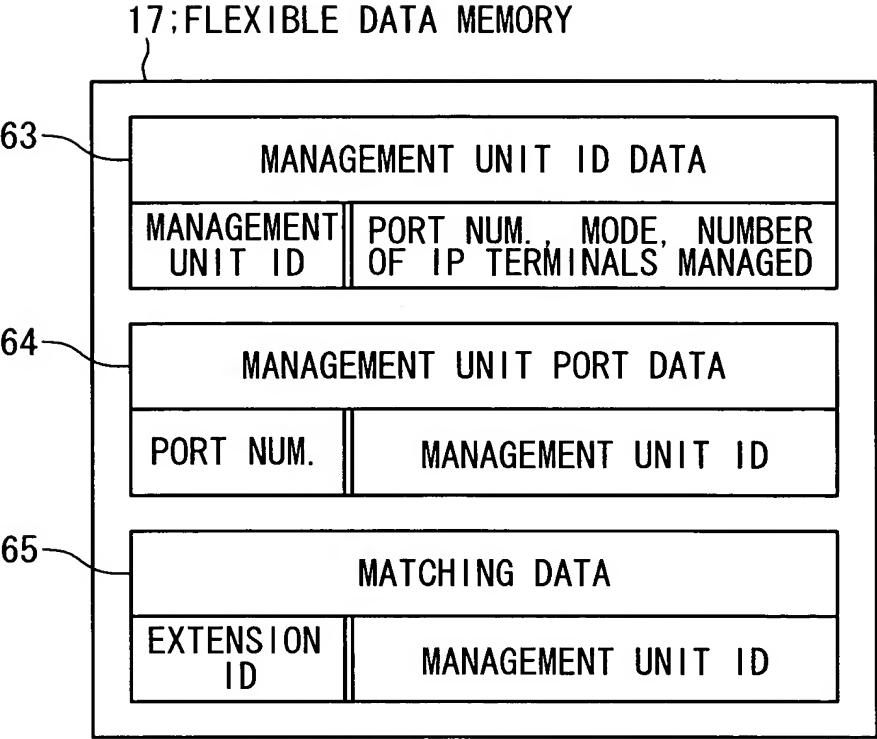 17;FLEXIBLE DATA MEMORY
63
MANAGEMENT UNIT ID DATA
MANAGEMENT
UNIT ID
PORT NUM., MODE, NUMBER
OF IP TERMINALS MANAGED
64
MANAGEMENT UNIT PORT DATA
PORT NUM.
MANAGEMENT UNIT ID
65
MATCHING DATA
EXTENSION
ID
MANAGEMENT UNIT ID